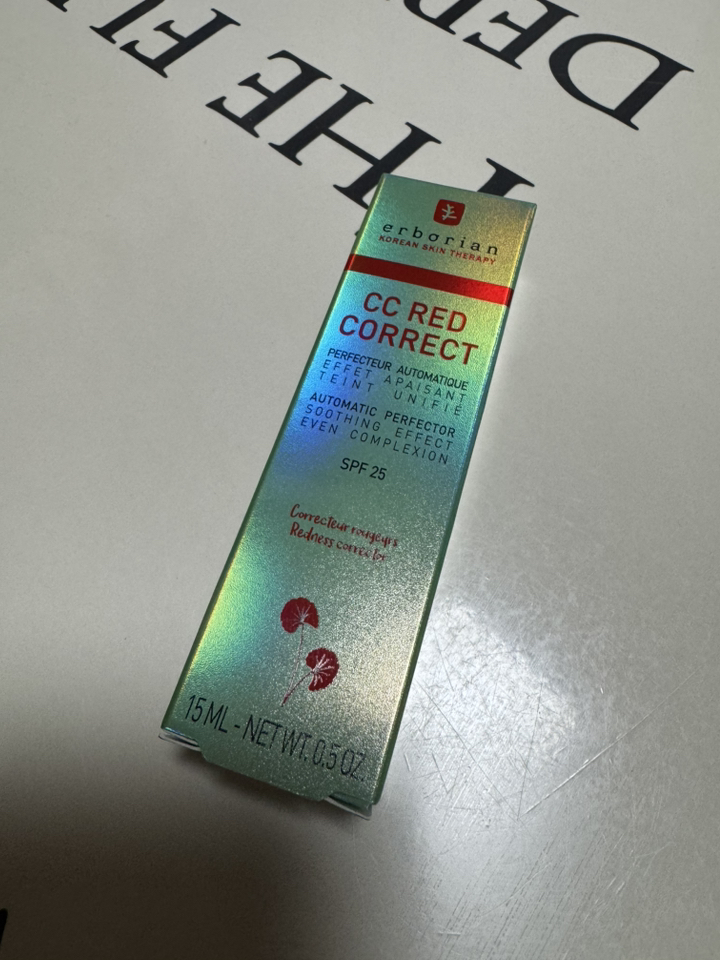 THE
erborian
KOREAN SKIN THERAPY
CC RED
CORRECT
PERFECTEUR AUTOMATIQUE
EFFET APAISANT
TEINT UNIFIÉ
AUTOMATIC PERFECTOR
SOOTHING EFFECT
EVEN COMPLEXION
SPF 25
Correcteur rougeurs
Redness corrector
15 ML - NET WT. 0.5 OZ.